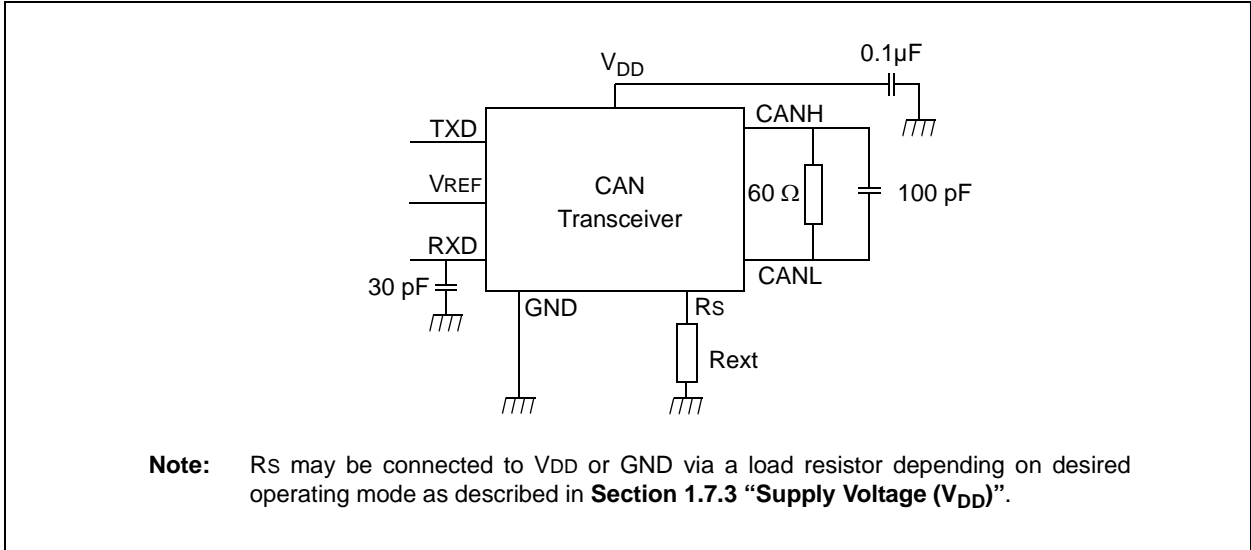 V_DD
0.1µF
CANH
TXD
VREF
CAN
Transceiver
60 Ω
100 pF
RXD
CANL
30 pF
GND
Rs
Rext
Note: Rs may be connected to VDD or GND via a load resistor depending on desired
operating mode as described in Section 1.7.3 “Supply Voltage (V_DD)”.